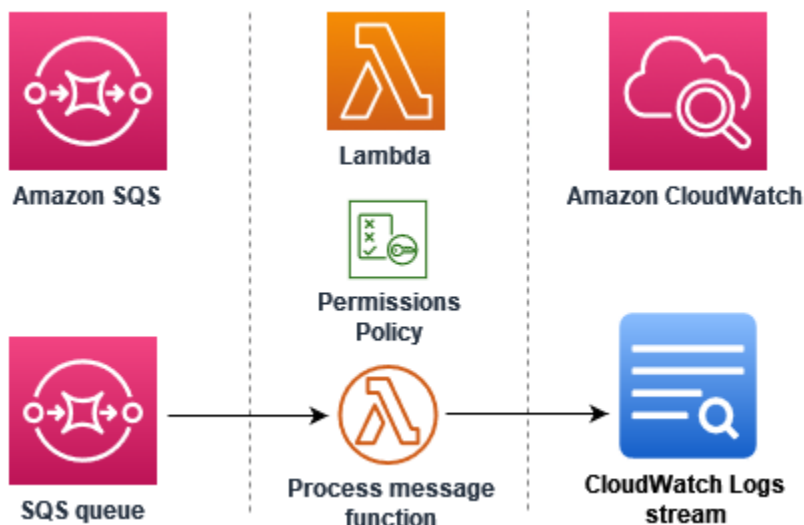 Amazon SQS
Lambda
Amazon CloudWatch
Permissions
Policy
SQS queue
Process message
function
CloudWatch Logs
stream